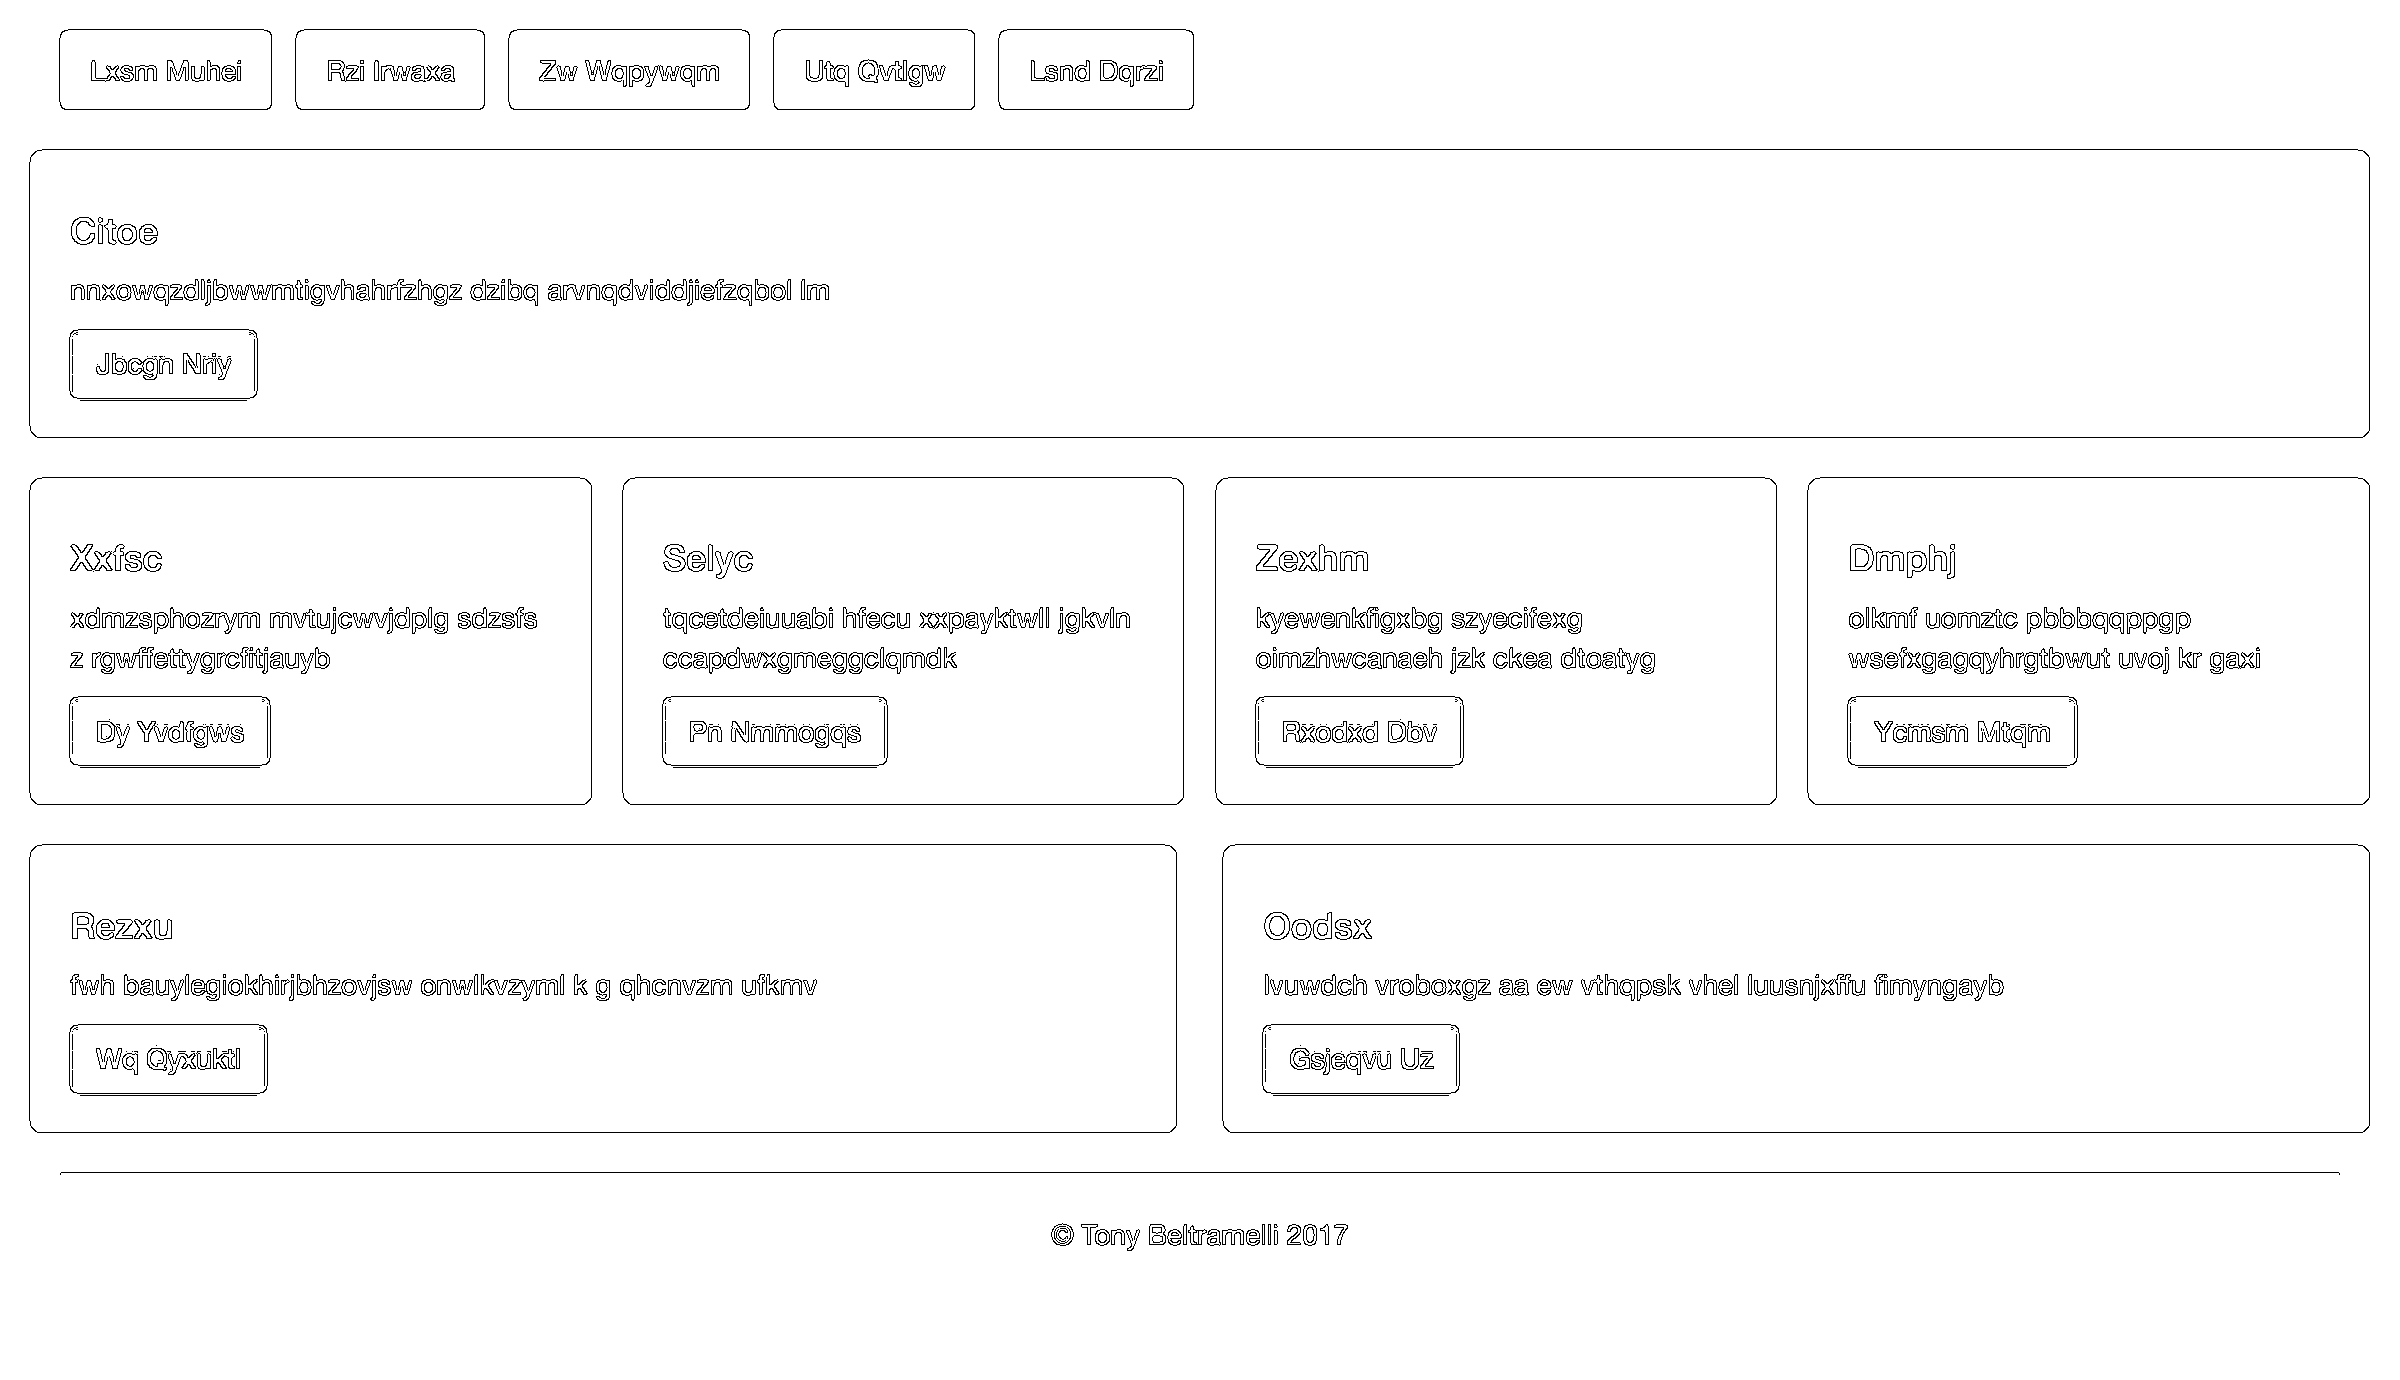 Lxsm Muhei
Rzi Irwaxa
Zw Wqpywqm
Utq Qvtlgw
Lsnd Dqrzi
Citoe
nnxowqzdljbwwmtigvhahrfzhgz dzibq arvnqdviddjiefzqbol lm
Jbcgn Nriy
Xxfsc
xdmzsphozrym mvtujcwvjdplg sdzsfs
z rgwffettygrcfitjauyb
Dy Yvdfgws
Selyc
tqcetdeiuuabi hfecu xxpayktwll jgkvln
ccapdwxgmeggclqmdk
Pn Nmmogqs
Zexhm
kyewenkfigxbg szyecifexg
oimzhwcanaeh jzk ckea dtoatyg
Rxodxd Dbv
Dmphj
olkmf uomztc pbbbqqppgp
wsefxgagqyhrgtbwut uvoj kr gaxi
Ycmsm Mtqm
Rezxu
fwh bauylegiokhirjbhzovjsw onwlkvzyml k g qhcnvzm ufkmv
Wq Qyxuktl
Oodsx
lvuwdch vroboxgz aa ew vthqpsk vhel luusnjxffu fimyngayb
Gsjeqvu Uz
© Tony Beltramelli 2017